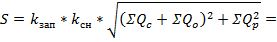 S = k_зап * k_сн * √((ΣQ_c + ΣQ_o)² + ΣQ_p² =